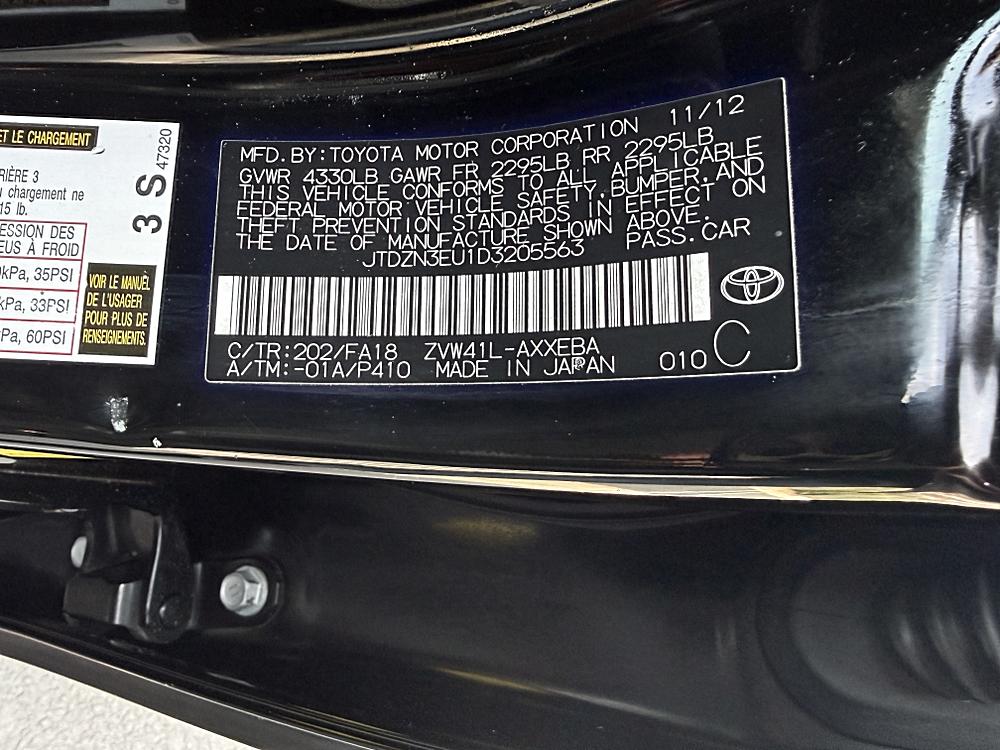 ET LE CHARGEMENT
3 S 47320
RIÈRE 3
u chargement ne
15 lb.
ESSION DES
EUS À FROID
kPa, 35PSI
kPa, 33PSI
kPa, 60PSI
VOIR LE MANUEL
DE L'USAGER
POUR PLUS DE
RENSEIGNEMENTS.
MFD. BY: TOYOTA MOTOR CORPORATION 11/12
GVWR 4330LB GAWR FR 2295LB RR 2295LB
THIS VEHICLE CONFORMS TO ALL APPLICABLE
FEDERAL MOTOR VEHICLE SAFETY, BUMPER, AND
THEFT PREVENTION STANDARDS IN EFFECT ON
THE DATE OF MANUFACTURE SHOWN ABOVE.
JTDZN3EU1D3205563 PASS. CAR
C/TR: 202/FA18 ZVW41L-AXXEBA
A/TM: -01A/P410 MADE IN JAPAN 010 C